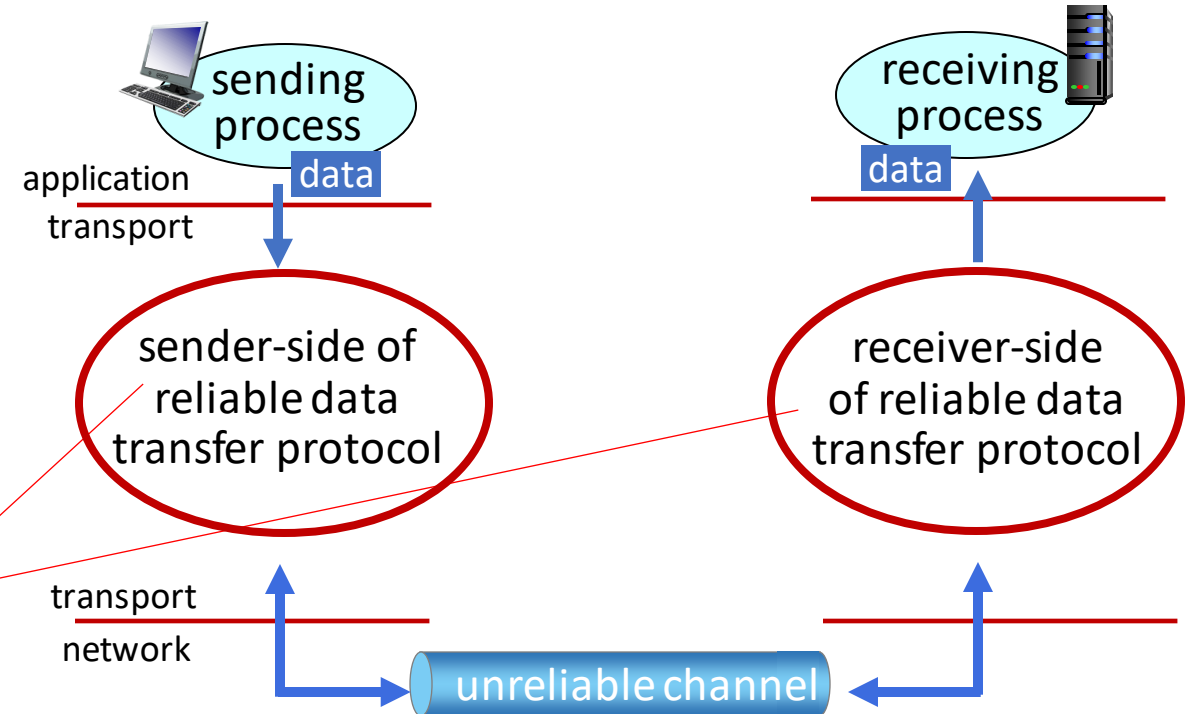 sending
process
data
application
transport
receiving
process
data
sender-side of
reliable data
transfer protocol
receiver-side
of reliable data
transfer protocol
transport
network
unreliable channel